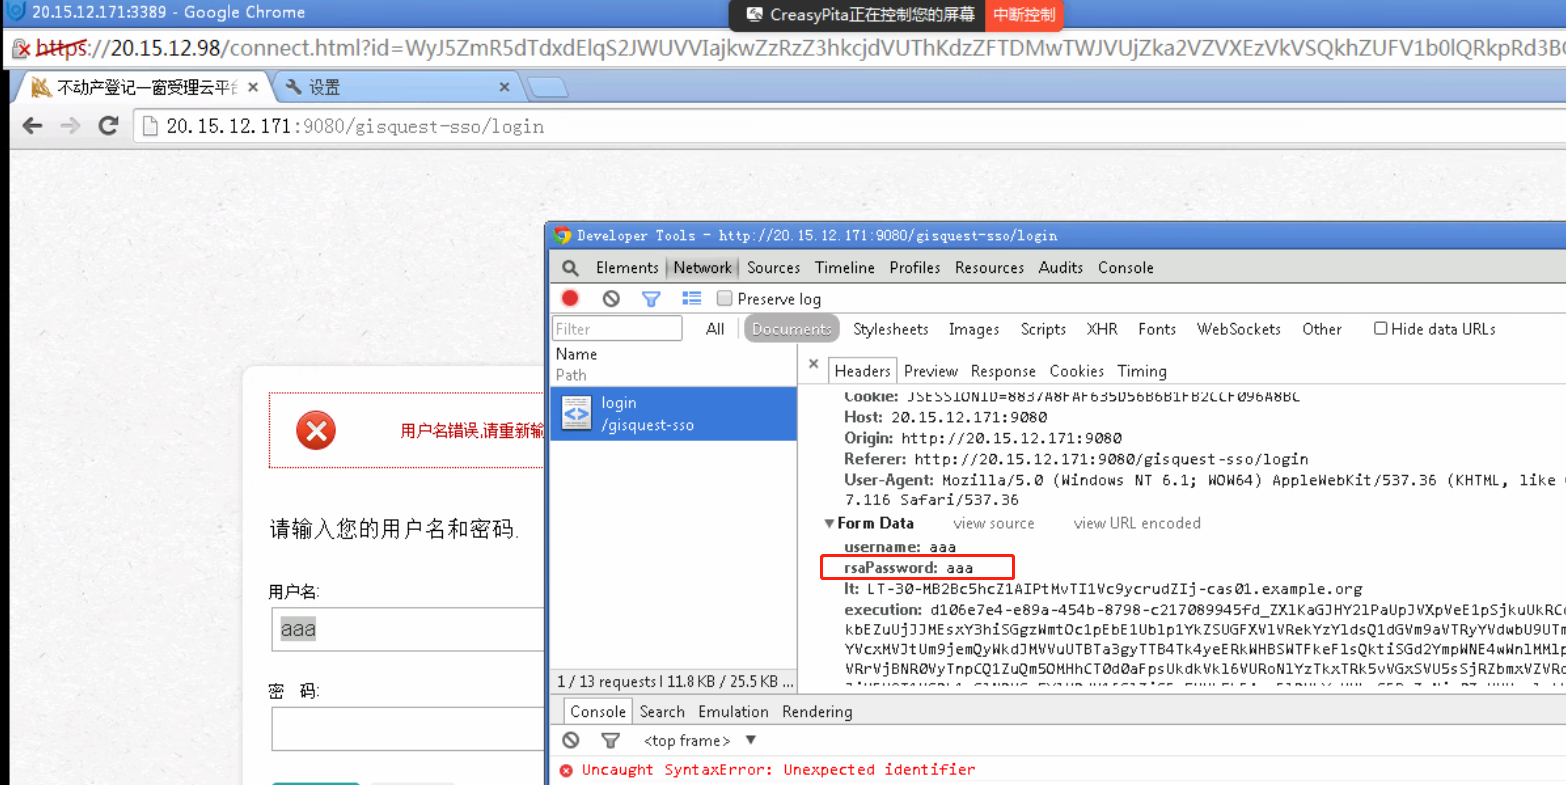 20.15.12.171:3389 - Google Chrome
CreasyPita正在控制您的屏幕 中断控制
https://20.15.12.98/connect.html?id=WyJ5ZmR5dTdxdElqS2JWUVVIajkwZzRzZ3hkcjdVUThKdzZFTDMwTWJVUjZka2VZVXEzVkVSQkhZUFV1b0lQRkpRd3B
不动产登记一窗受理云平台 × 设置 ×
20.15.12.171:9080/gisquest-sso/login
Developer Tools - http://20.15.12.171:9080/gisquest-sso/login
Elements Network Sources Timeline Profiles Resources Audits Console
Preserve log
Filter All Documents Stylesheets Images Scripts XHR Fonts WebSockets Other Hide data URLs
Name
Path
× Headers Preview Response Cookies Timing
login
/gisquest-sso
Cookie: JSESSIONID=8837A8FAF635D56B6B1FB2CCF096A8BC
Host: 20.15.12.171:9080
Origin: http://20.15.12.171:9080
Referer: http://20.15.12.171:9080/gisquest-sso/login
User-Agent: Mozilla/5.0 (Windows NT 6.1; WOW64) AppleWebKit/537.36 (KHTML, like
7.116 Safari/537.36
Form Data view source view URL encoded
username: aaa
rsaPassword: aaa
lt: LT-30-MB2Bc5hcZ1AIPtMvTI1Vc9ycrudZIj-cas01.example.org
execution: d106e7e4-e89a-454b-8798-c217089945fd_ZXlKaGJHY2lPaUpJVXpVeE1pSjkuUkRC
kbEZuUjJJMEsxY3hiSGgzWmtOc1pEbE1Ublp1YkZSUGFXVlVRekYzYldsQ1dGVm9aVTRyYVdwbU9UTm
1 / 13 requests | 11.8 KB / 25.5 KB ...
用户名错误,请重新输
请输入您的用户名和密码.
用户名:
aaa
密 码:
Console Search Emulation Rendering
<top frame> ▼
Uncaught SyntaxError: Unexpected identifier